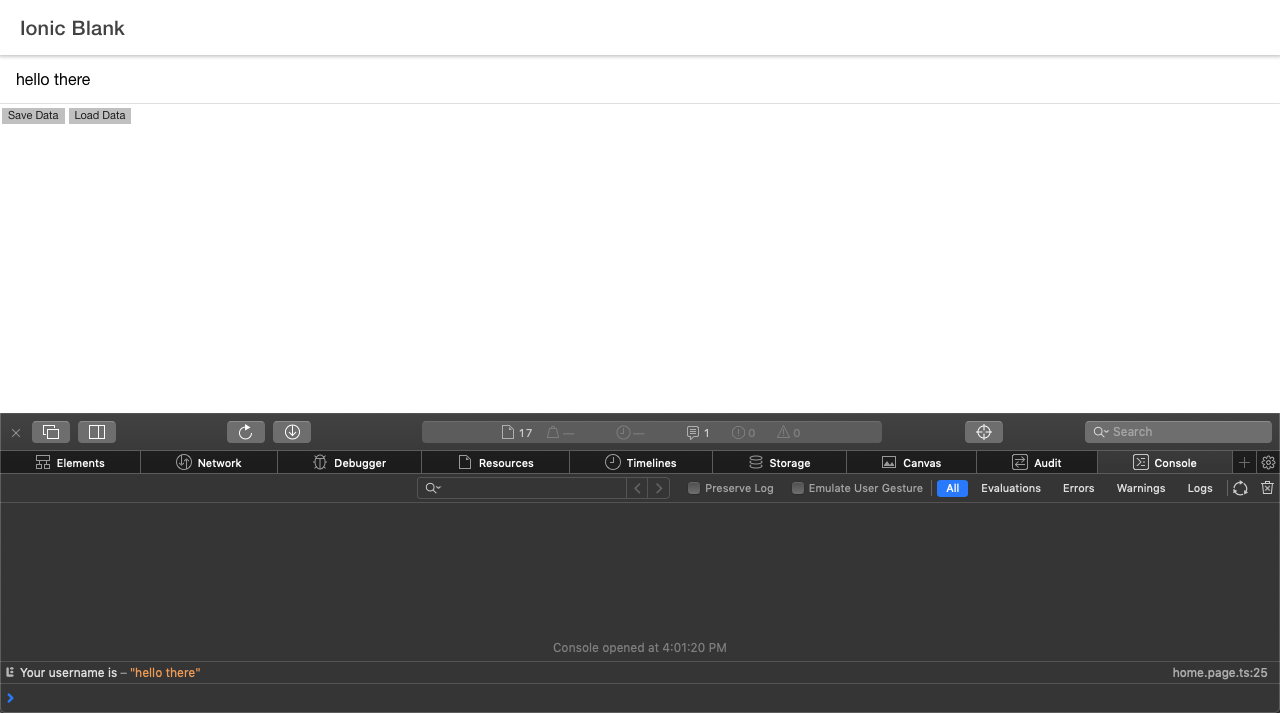 Ionic Blank
hello there
Save Data Load Data
17 — — 1 0 0 Search
Elements Network Debugger Resources Timelines Storage Canvas Audit Console
Preserve Log Emulate User Gesture All Evaluations Errors Warnings Logs
Console opened at 4:01:20 PM
Your username is – "hello there" home.page.ts:25